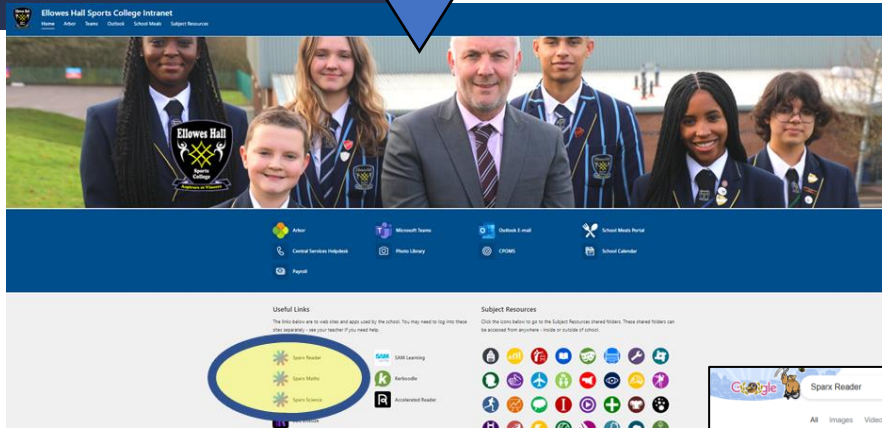 Ellowes Hall Sports College Intranet
Home Arbor Teams Outlook School Meals Subject Resources
Ellowes Hall
Sports
College
Arbor Microsoft Teams Outlook E-mail School Meals Portal
Central Services Helpdesk Photo Library CPOMS School Calendar
Payroll
Useful Links
The links below are to web sites and apps used by the school. You may need to log into these
sites separately - see your teacher if you need help.
Sparx Reader SAM Learning
Sparx Maths Kerboodle
Sparx Science Accelerated Reader
Subject Resources
Click the icons below to go to the Subject Resources shared folders. These shared folders can
be accessed from anywhere - inside or outside of school.
Sparx Reader
All Images